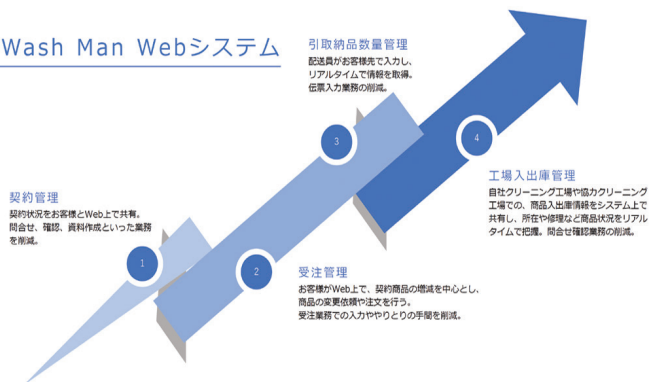 Wash Man Webシステム
契約管理
契約状況をお客様とWeb上で共有。
問合せ、確認、資料作成といった業務
を削減。
1
2
受注管理
お客様がWeb上で、契約商品の増減を中心とし、
商品の変更依頼や注文を行う。
受注業務での入力ややりとりの手間を削減。
引取納品数量管理
配送員がお客様先で入力し、
リアルタイムで情報を取得。
伝票入力業務の削減。
3
4
工場入出庫管理
自社クリーニング工場や協力クリーニング
工場での、商品入出庫情報をシステム上で
共有し、所在や修理など商品状況をリアル
タイムで把握。問合せ確認業務の削減。